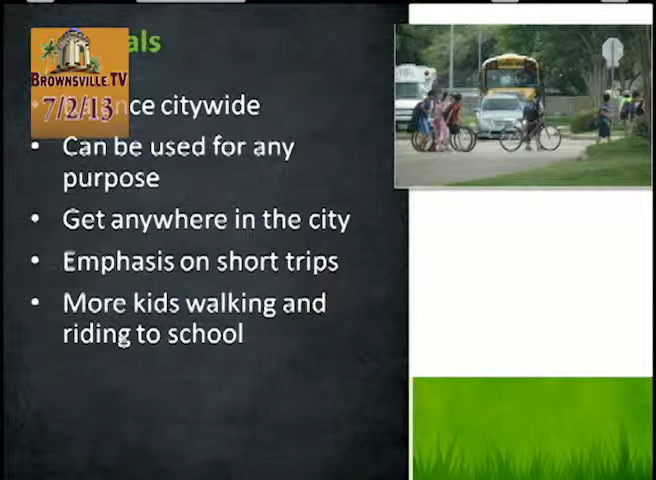 als
BROWNSVILLE.TV
7/2/13
nce citywide
• Can be used for any
purpose
• Get anywhere in the city
• Emphasis on short trips
• More kids walking and
riding to school